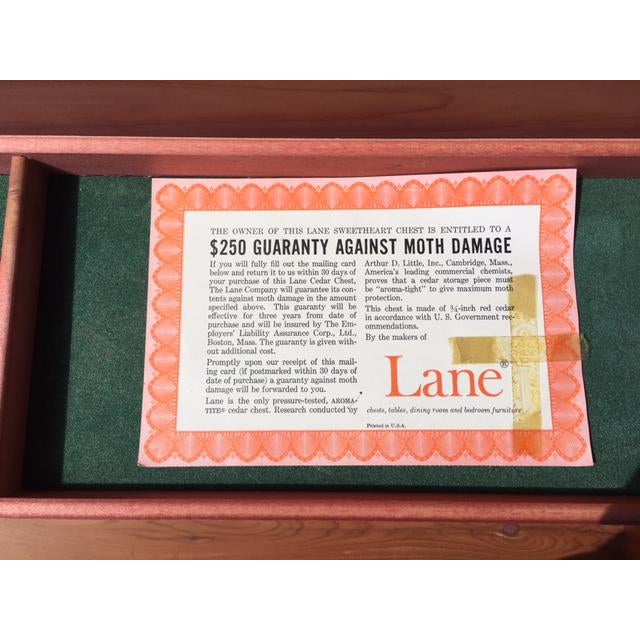 THE OWNER OF THIS LANE SWEETHEART CHEST IS ENTITLED TO A
$250 GUARANTY AGAINST MOTH DAMAGE
If you will fully fill out the mailing card
below and return it to us within 30 days of
your purchase of this Lane Cedar Chest,
The Lane Company will guarantee its con-
tents against moth damage in the amount
specified above. This guaranty will be
effective for three years from date of
purchase and will be insured by The Em-
ployers' Liability Assurance Corp., Ltd.,
Boston, Mass. The guaranty is given with-
out additional cost.
Promptly upon our receipt of this mail-
ing card (if postmarked within 30 days of
date of purchase) a guaranty against moth
damage will be forwarded to you.
Lane is the only pressure-tested, AROMA-
TITE® cedar chest. Research conducted by
Arthur D. Little, Inc., Cambridge, Mass.,
America's leading commercial chemists,
proves that a cedar storage piece must
be "aroma-tight" to give maximum moth
protection.
This chest is made of ¾-inch red cedar
in accordance with U. S. Government rec-
ommendations.
By the makers of
Lane®
chests, tables, dining room and bedroom furniture
Printed in U.S.A.